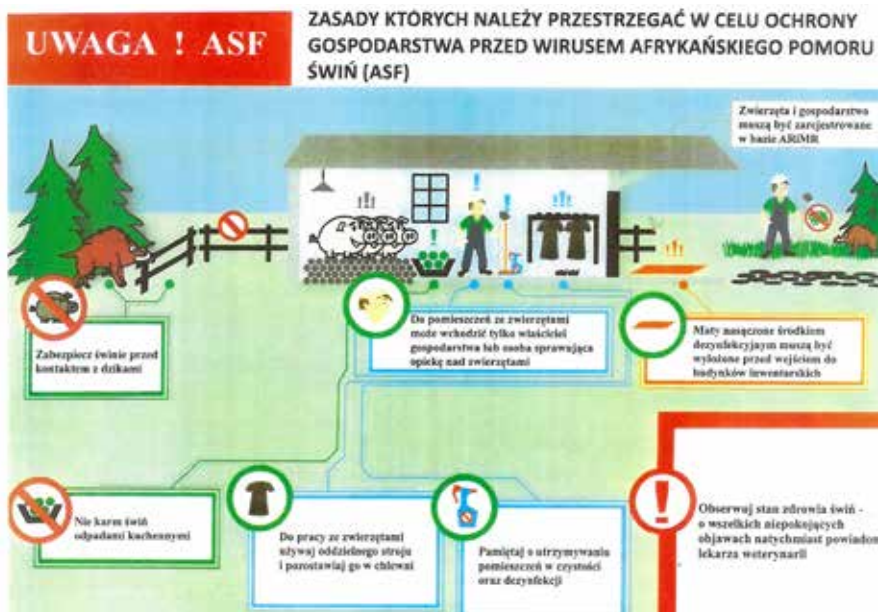 UWAGA ! ASF
ZASADY KTÓRYCH NALEŻY PRZESTRZEGAĆ W CELU OCHRONY
GOSPODARSTWA PRZED WIRUSEM AFRYKAŃSKIEGO POMORU
ŚWIŃ (ASF)
Zwierzęta i gospodarstwo
muszą być zarejestrowane
w bazie ARiMR
Zabezpiecz świnie przed
kontaktem z dzikami
Do pomieszczeń ze zwierzętami
może wchodzić tylko właściciel
gospodarstwa lub osoba sprawująca
opiekę nad zwierzętami
Maty nasączone środkiem
dezynfekcyjnym muszą być
wyłożone przed wejściem do
budynków inwentarskich
Nie karm świń
odpadami kuchennymi
Do pracy ze zwierzętami
używaj oddzielnego stroju
i pozostawiaj go w chlewni
Pamiętaj o utrzymywaniu
pomieszczeń w czystości
oraz dezynfekcji
Obserwuj stan zdrowia świń -
o wszelkich niepokojących
objawach natychmiast powiadom
lekarza weterynarii